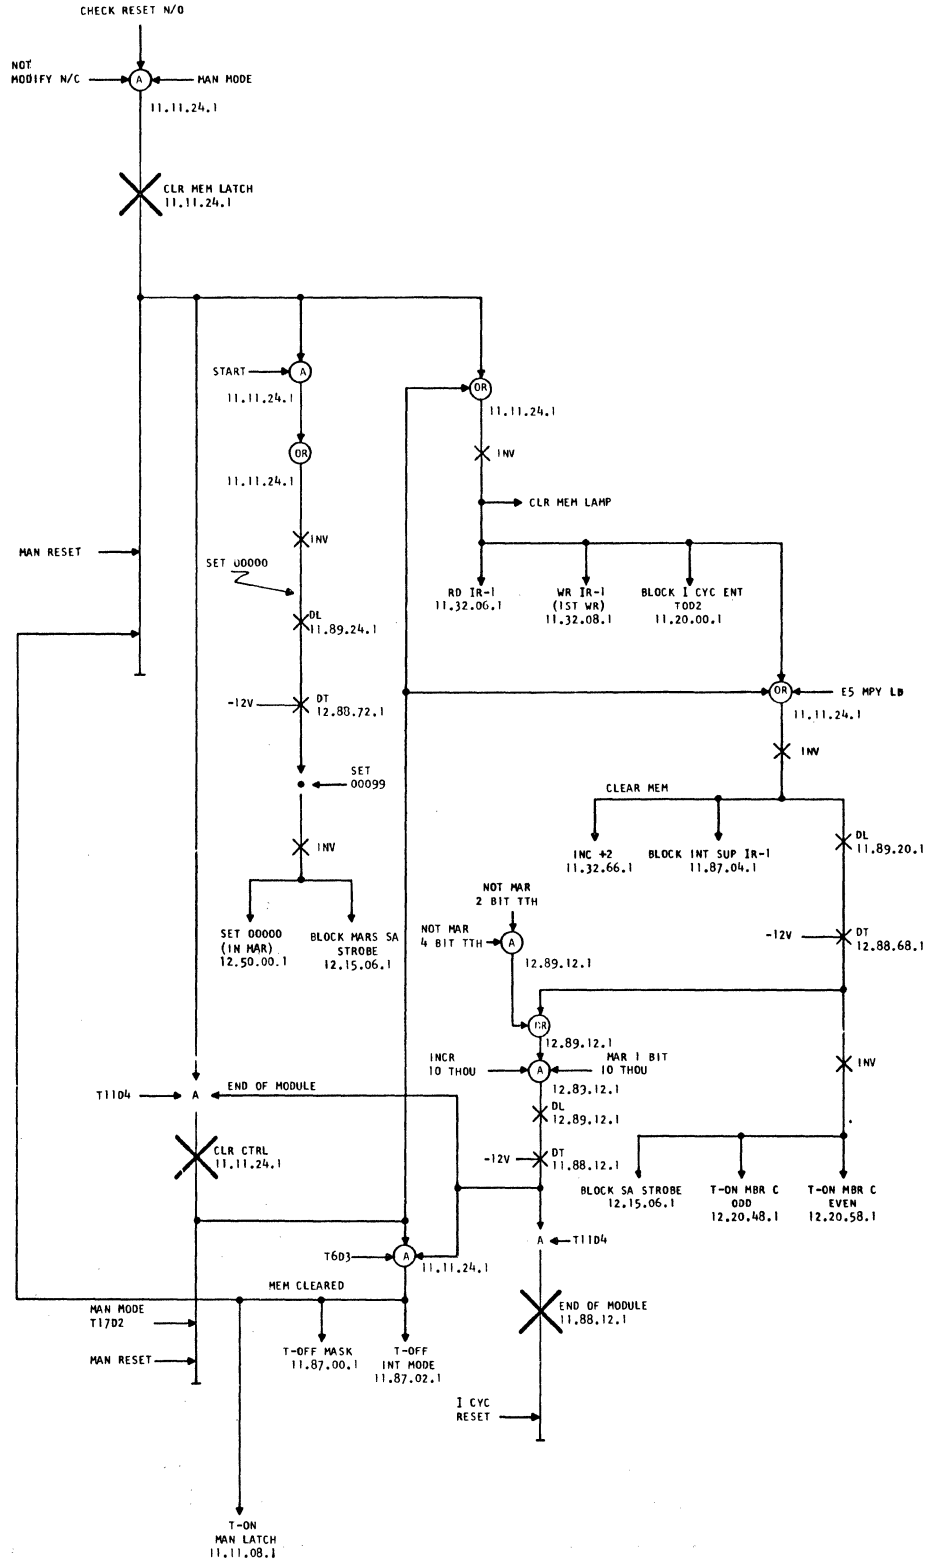 CHECK RESET N/O
NOT
MODIFY N/C
A
MAN MODE
11.11.24.1
CLR MEM LATCH
11.11.24.1
START
A
11.11.24.1
OR
11.11.24.1
OR
11.11.24.1
INV
CLR MEM LAMP
INV
MAN RESET
SET 00000
RD IR-1
11.32.06.1
WR IR-1
(1ST WR)
11.32.08.1
BLOCK I CYC ENT
TOD2
11.20.00.1
DL
11.89.24.1
-12V
DT
12.88.72.1
OR
E5 MPY LD
11.11.24.1
INV
SET
00099
CLEAR MEM
INV
INC +2
11.32.66.1
BLOCK INT SUP IR-1
11.87.04.1
DL
11.89.20.1
NOT MAR
2 BIT TTH
NOT MAR
4 BIT TTH
A
12.89.12.1
-12V
DT
12.88.68.1
SET 00000
(IN MAR)
12.50.00.1
BLOCK MARS SA
STROBE
12.15.06.1
OR
12.89.12.1
INCR
10 THOU
A
MAR 1 BIT
10 THOU
12.89.12.1
INV
T11D4
A
END OF MODULE
DL
12.89.12.1
CLR CTRL
11.11.24.1
-12V
DT
11.88.12.1
BLOCK SA STROBE
12.15.06.1
T-ON MBR C
ODD
12.20.48.1
T-ON MBR C
EVEN
12.20.58.1
T6D3
A
11.11.24.1
A
T11D4
MEM CLEARED
MAN MODE
T17D2
END OF MODULE
11.88.12.1
MAN RESET
T-OFF MASK
11.87.00.1
T-OFF
INT MODE
11.87.02.1
I CYC
RESET
T-ON
MAN LATCH
11.11.08.1